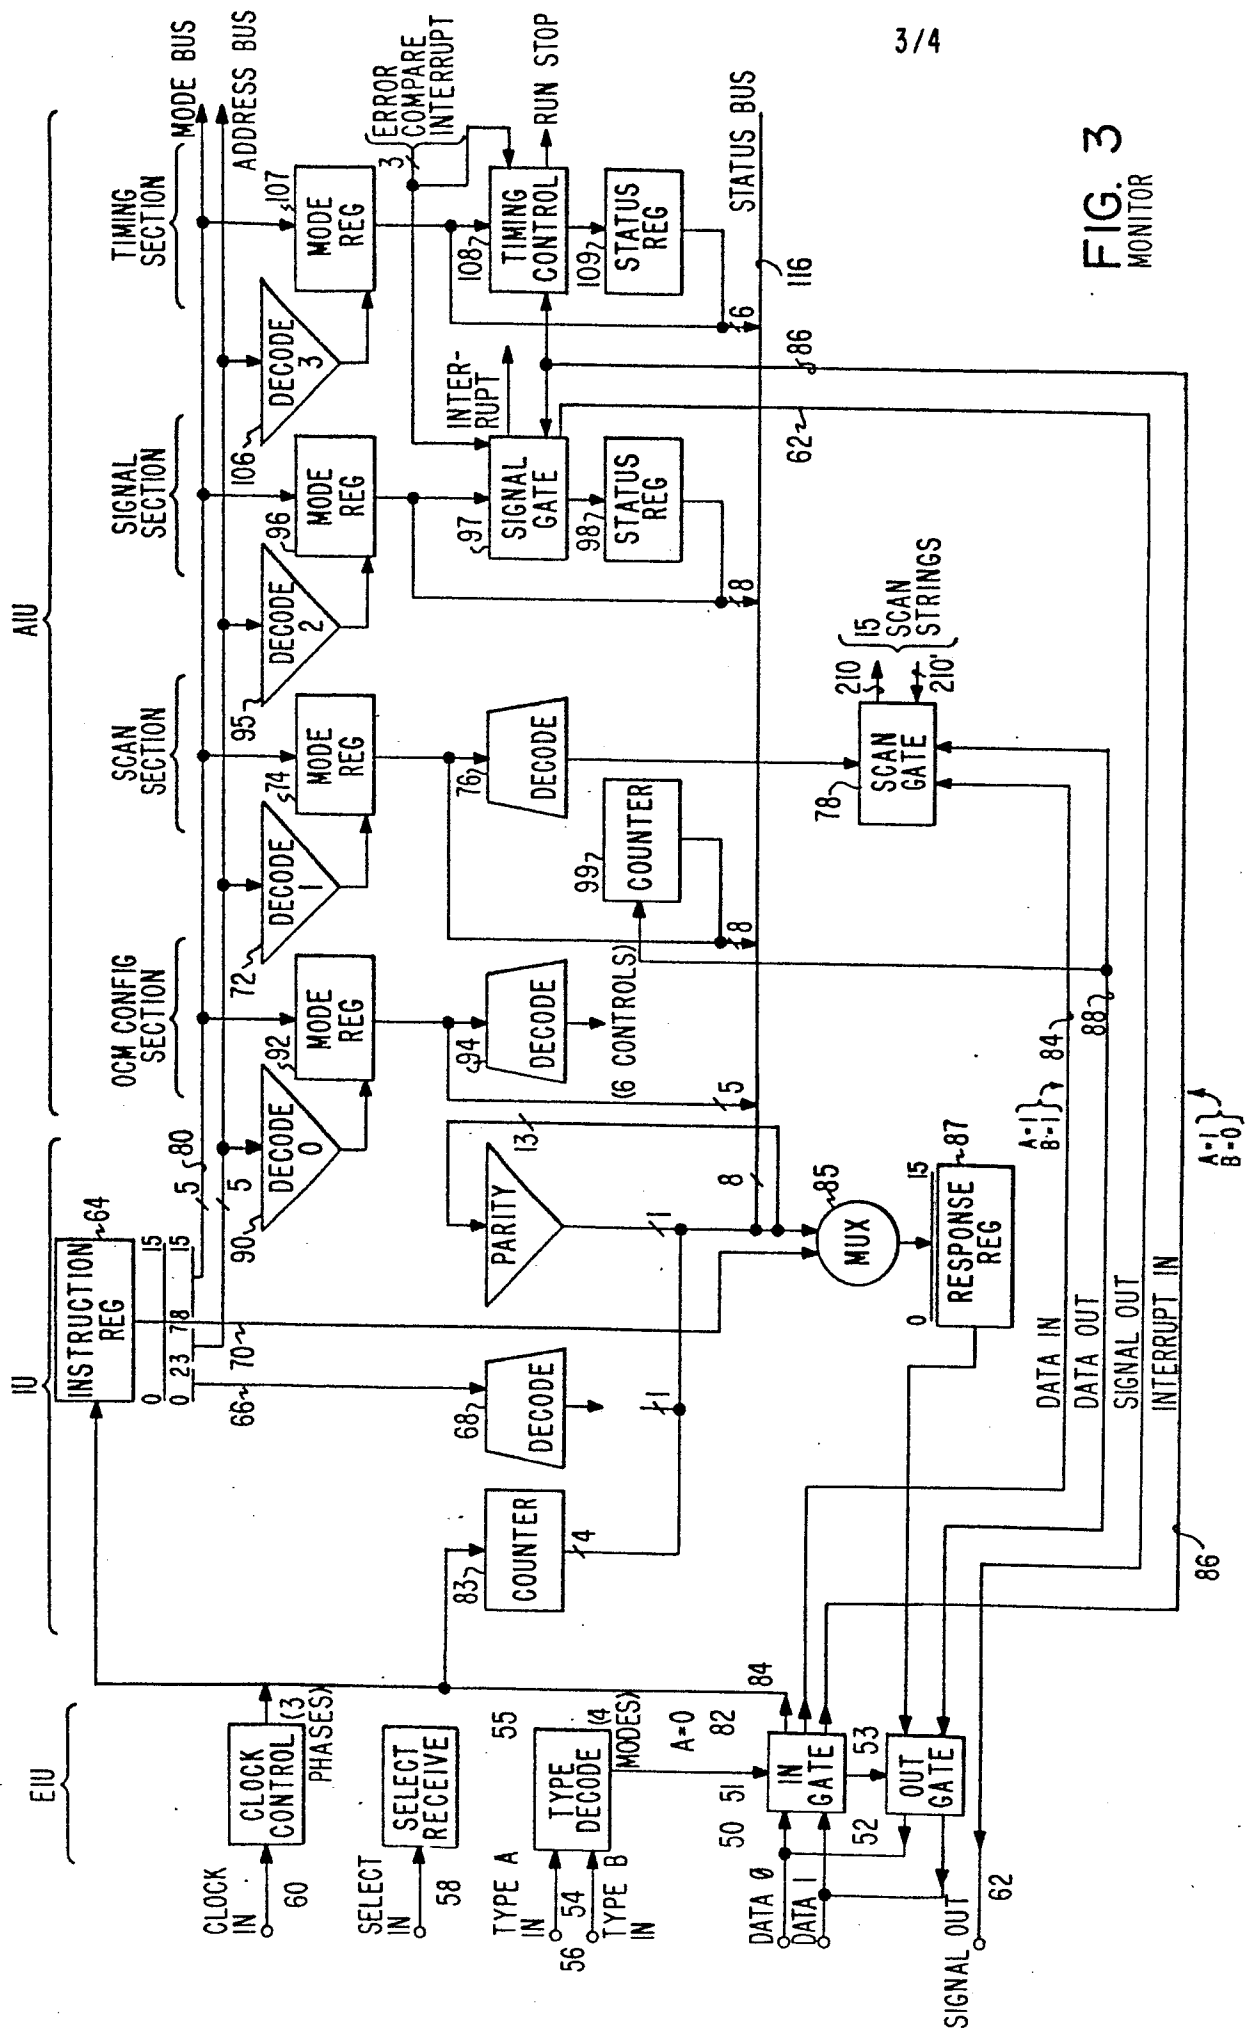 3/4
FIG. 3
MONITOR
EIU
IU
AIU
CLOCK
IN
60
CLOCK
CONTROL
(3
PHASES)
SELECT
IN
58
SELECT
RECEIVE
TYPE A
IN
54
56
TYPE B
IN
55
TYPE
DECODE
(4
MODES)
A=0
82
DATA 0
DATA 1
50
51
IN
GATE
84
52
53
OUT
GATE
SIGNAL OUT
62
INSTRUCTION
REG
64
0
15
0
23
7
8
15
66
70
5
80
5
83
COUNTER
4
68
DECODE
1
PARITY
1
13
8
MUX
85
0
15
RESPONSE
REG
87
DATA IN
DATA OUT
SIGNAL OUT
INTERRUPT IN
86
A=1
B=1
84
88
A=1
B=0
OCM CONFIG
SECTION
90
DECODE
0
92
MODE
REG
94
DECODE
(6 CONTROLS)
5
SCAN
SECTION
72
DECODE
1
74
MODE
REG
76
DECODE
99
COUNTER
8
78
SCAN
GATE
210
210'
15
SCAN
STRINGS
SIGNAL
SECTION
95
DECODE
2
96
MODE
REG
97
SIGNAL
GATE
INTER-
RUPT
98
STATUS
REG
8
62
86
TIMING
SECTION
106
DECODE
3
107
MODE
REG
108
TIMING
CONTROL
109
STATUS
REG
6
3
ERROR
COMPARE
INTERRUPT
RUN STOP
MODE BUS
ADDRESS BUS
STATUS BUS
116